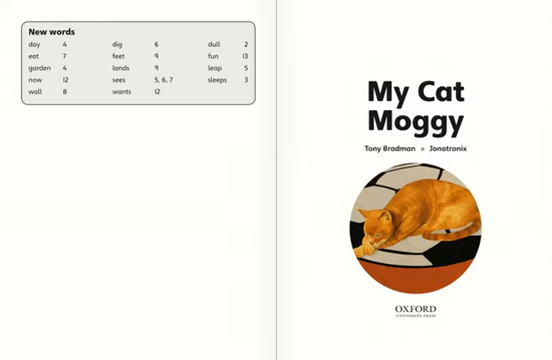 New words
day 4 dig 6 dull 2
eat 7 feet 9 fun 13
garden 4 lands 9 leap 5
now 12 sees 5, 6, 7 sleeps 3
wall 8 wants 12
My Cat
Moggy
Tony Bradman Jonatronix
OXFORD
UNIVERSITY PRESS